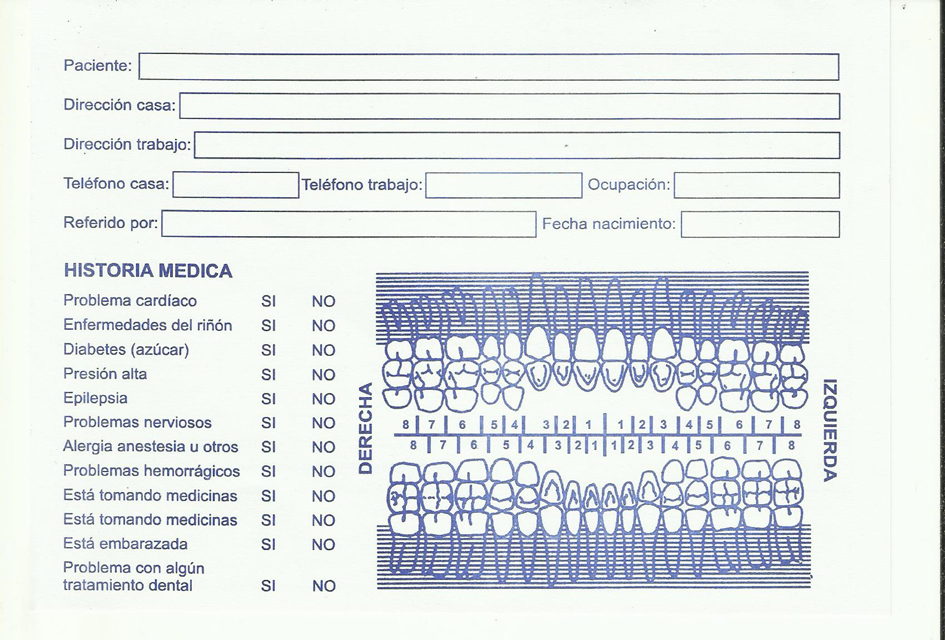 Paciente:
Dirección casa:
Dirección trabajo:
Teléfono casa: Teléfono trabajo: Ocupación:
Referido por: Fecha nacimiento:
HISTORIA MEDICA
Problema cardíaco SI NO
Enfermedades del riñón SI NO
Diabetes (azúcar) SI NO
Presión alta SI NO
Epilepsia SI NO
Problemas nerviosos SI NO
Alergia anestesia u otros SI NO
Problemas hemorrágicos SI NO
Está tomando medicinas SI NO
Está tomando medicinas SI NO
Está embarazada SI NO
Problema con algún
tratamiento dental SI NO
DERECHA
8 7 6 5 4 3 2 1 1 2 3 4 5 6 7 8
8 7 6 5 4 3 2 1 1 2 3 4 5 6 7 8
IZQUIERDA